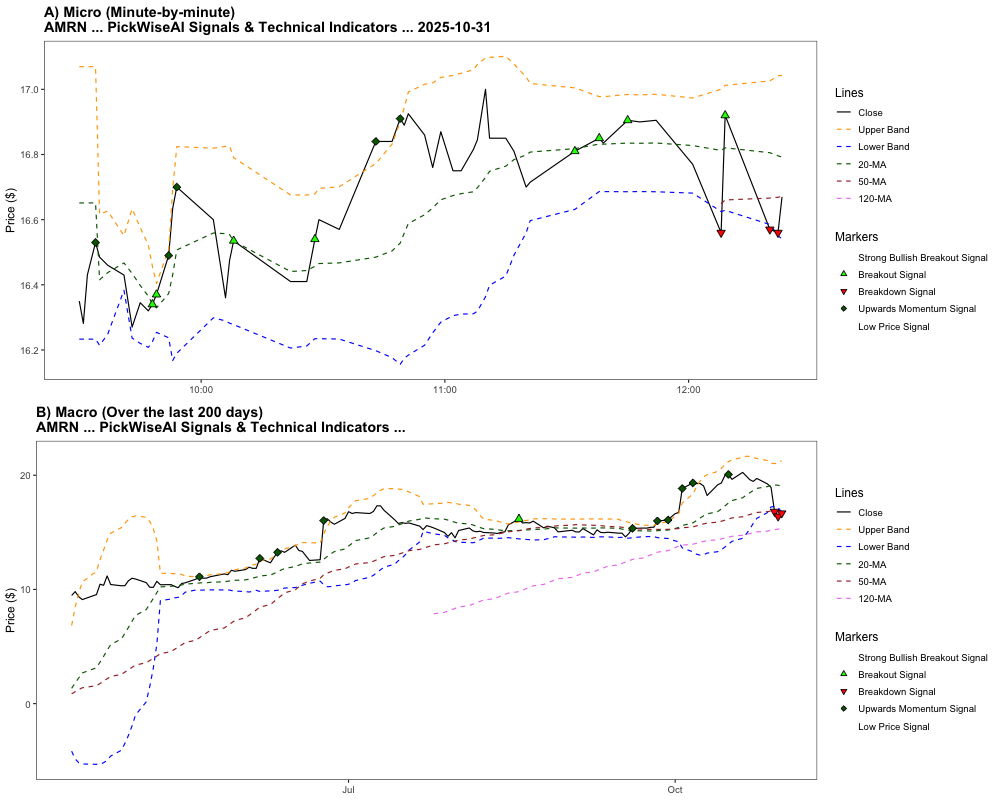 A) Micro (Minute-by-minute)
AMRN ... PickWiseAI Signals & Technical Indicators ... 2025-10-31
Price ($)
17.0
16.8
16.6
16.4
16.2
10:00
11:00
12:00
Lines
Close
Upper Band
Lower Band
20-MA
50-MA
120-MA
Markers
Strong Bullish Breakout Signal
Breakout Signal
Breakdown Signal
Upwards Momentum Signal
Low Price Signal
B) Macro (Over the last 200 days)
AMRN ... PickWiseAI Signals & Technical Indicators ...
Price ($)
20
10
0
Jul
Oct
Lines
Close
Upper Band
Lower Band
20-MA
50-MA
120-MA
Markers
Strong Bullish Breakout Signal
Breakout Signal
Breakdown Signal
Upwards Momentum Signal
Low Price Signal